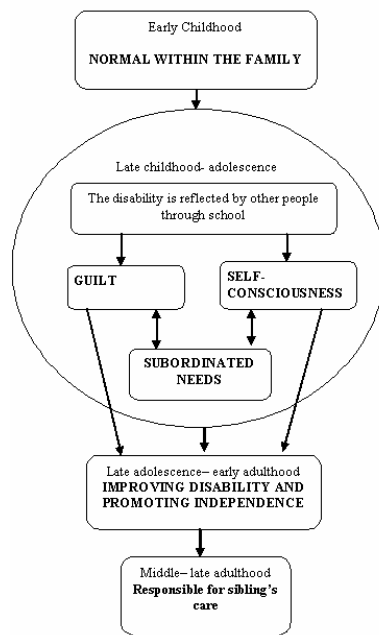 Early Childhood
NORMAL WITHIN THE FAMILY
Late childhood- adolescence
The disability is reflected by other people
through school
GUILT
SELF-
CONSCIOUSNESS
SUBORDINATED
NEEDS
Late adolescence– early adulthood
IMPROVING DISABILITY AND
PROMOTING INDEPENDENCE
Middle– late adulthood
Responsible for sibling's
care